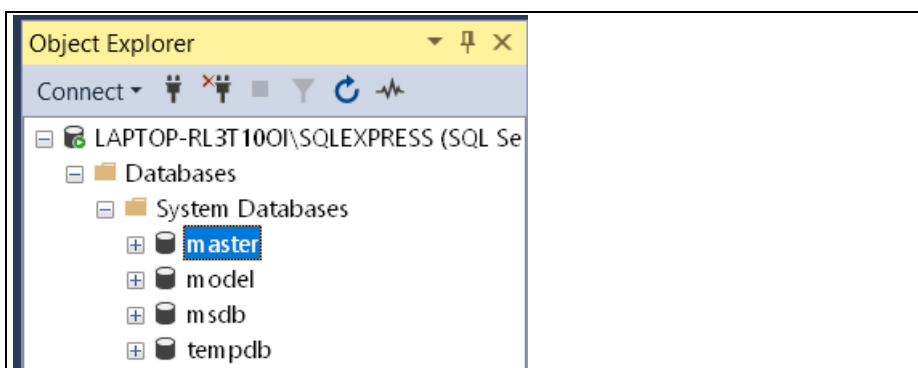 Object Explorer
Connect
LAPTOP-RL3T10OI\SQLEXPRESS (SQL Se
Databases
System Databases
master
model
msdb
tempdb